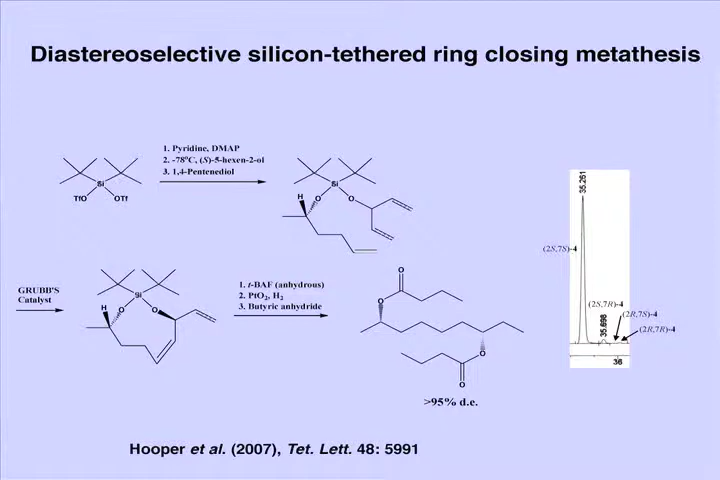 Diastereoselective silicon-tethered ring closing metathesis
1. Pyridine, DMAP
2. -78°C, (S)-5-hexen-2-ol
3. 1,4-Pentenediol
Si
TfO
OTf
Si
H
O
O
35.261
(2S,7S)-4
(2S,7R)-4
35.698
(2R,7S)-4
(2R,7R)-4
36
GRUBB'S
Catalyst
Si
H
O
O
1. t-BAF (anhydrous)
2. PtO2, H2
3. Butyric anhydride
O
O
O
O
>95% d.e.
Hooper et al. (2007), Tet. Lett. 48: 5991